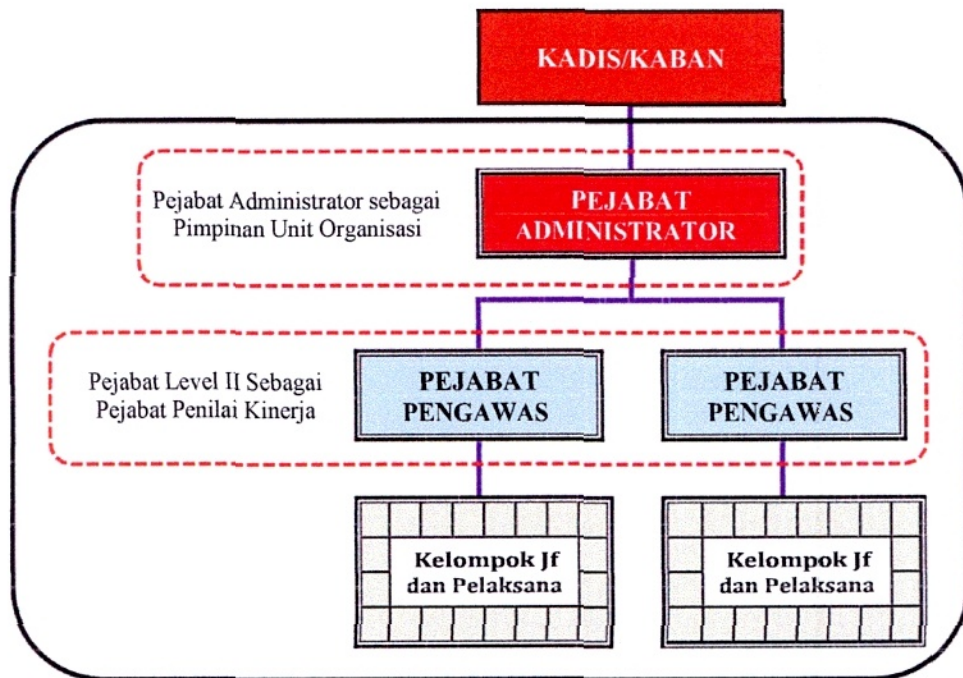 KADIS/KABAN
Pejabat Administrator sebagai
Pimpinan Unit Organisasi
PEJABAT
ADMINISTRATOR
Pejabat Level II Sebagai
Pejabat Penilai Kinerja
PEJABAT
PENGAWAS
PEJABAT
PENGAWAS
Kelompok Jf
dan Pelaksana
Kelompok Jf
dan Pelaksana